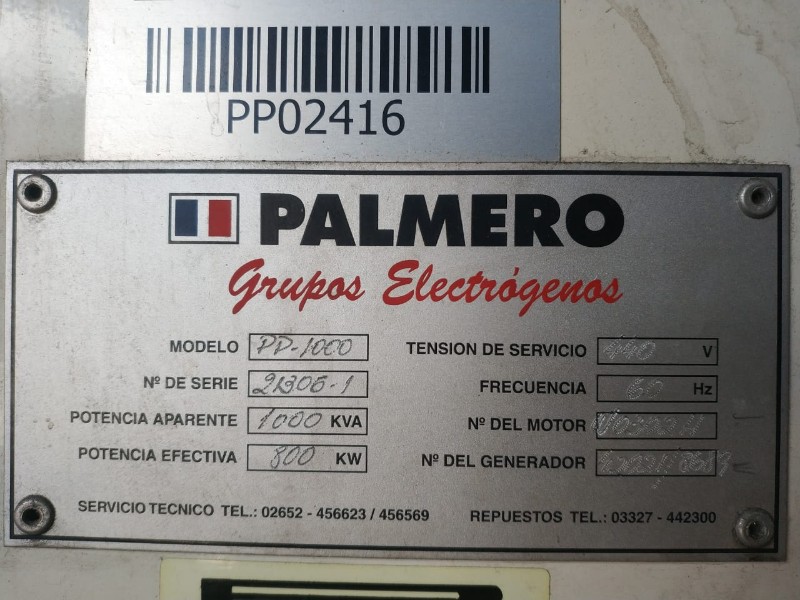 PP02416
PALMERO
Grupos Electrógenos
MODELO PP-1000
Nº DE SERIE
POTENCIA APARENTE 1000 KVA
POTENCIA EFECTIVA 800 KW
TENSION DE SERVICIO 440 V
FRECUENCIA 60 Hz
Nº DEL MOTOR
Nº DEL GENERADOR
SERVICIO TECNICO TEL.: 02652 - 456623 / 456569
REPUESTOS TEL.: 03327 - 442300